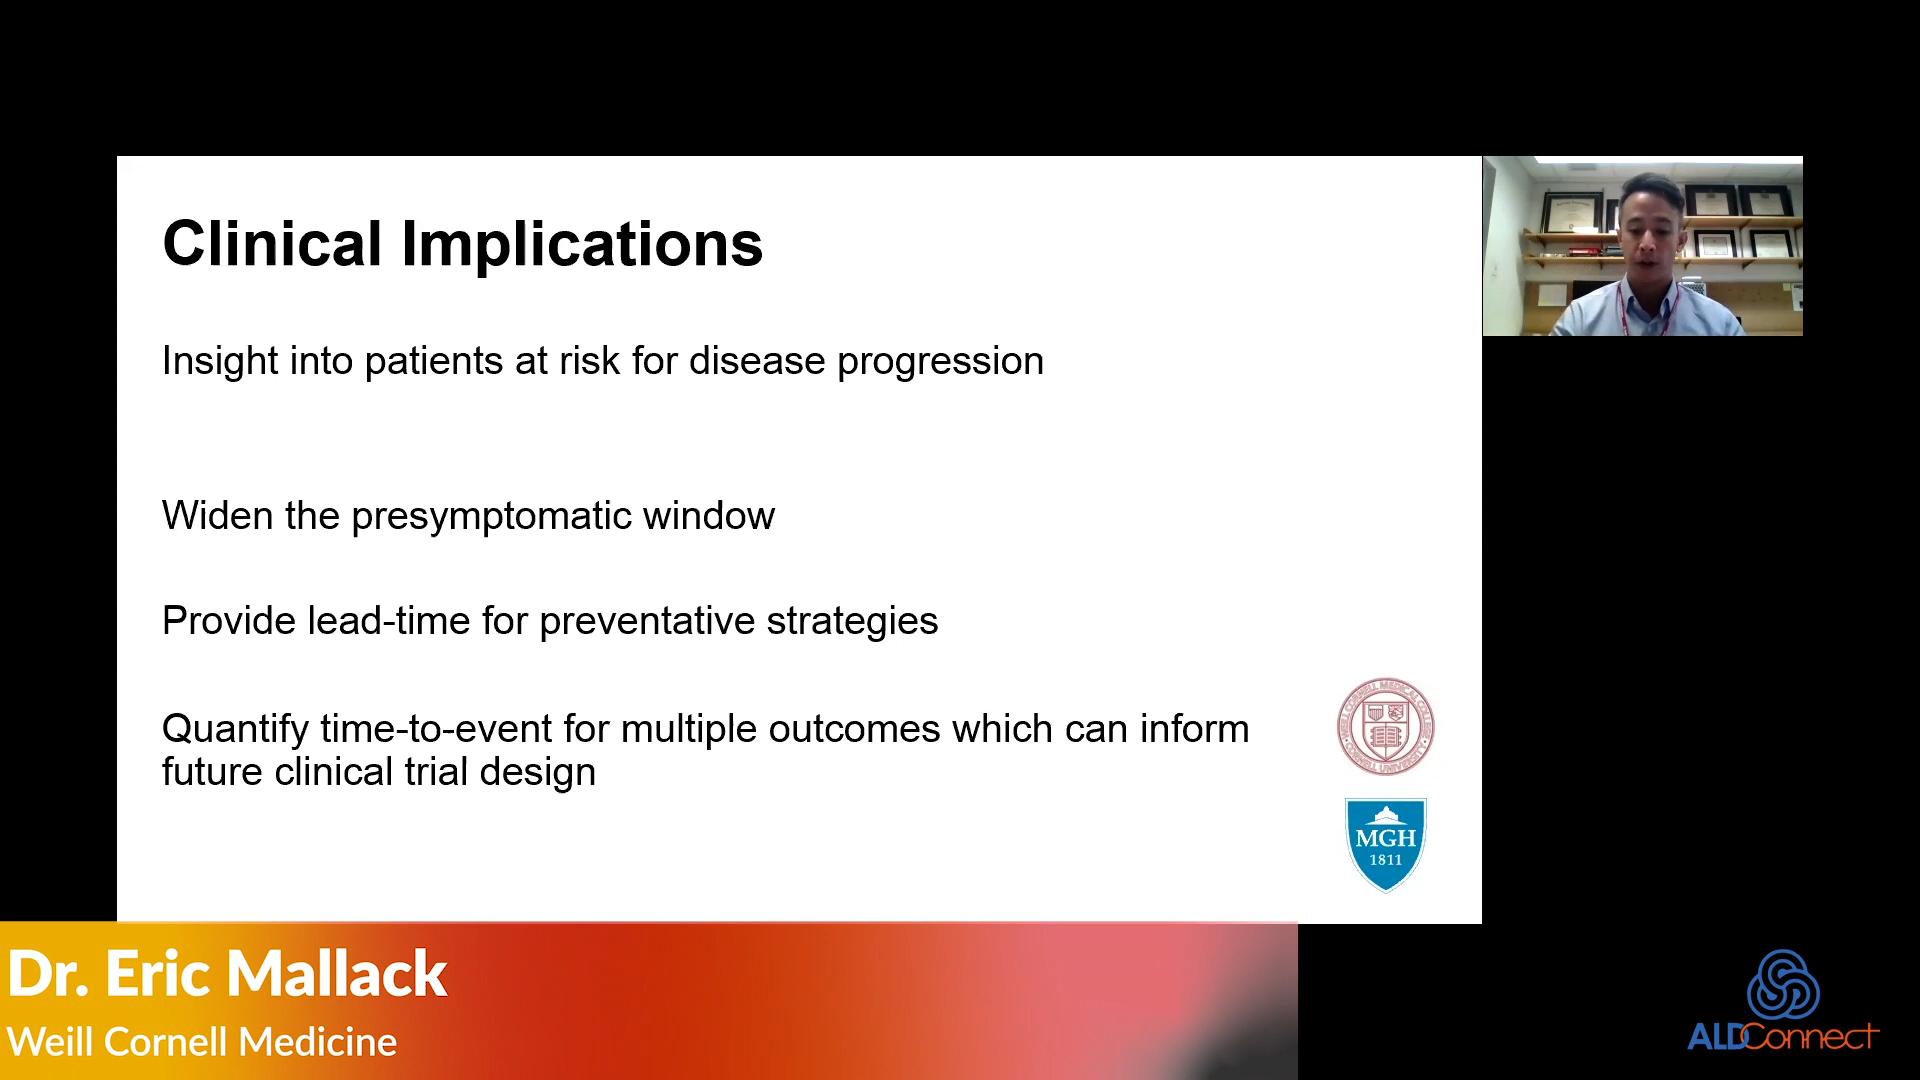 Clinical Implications
Insight into patients at risk for disease progression
Widen the presymptomatic window
Provide lead-time for preventative strategies
Quantify time-to-event for multiple outcomes which can inform
future clinical trial design
MGH
1811
Dr. Eric Mallack
Weill Cornell Medicine
ALDConnect